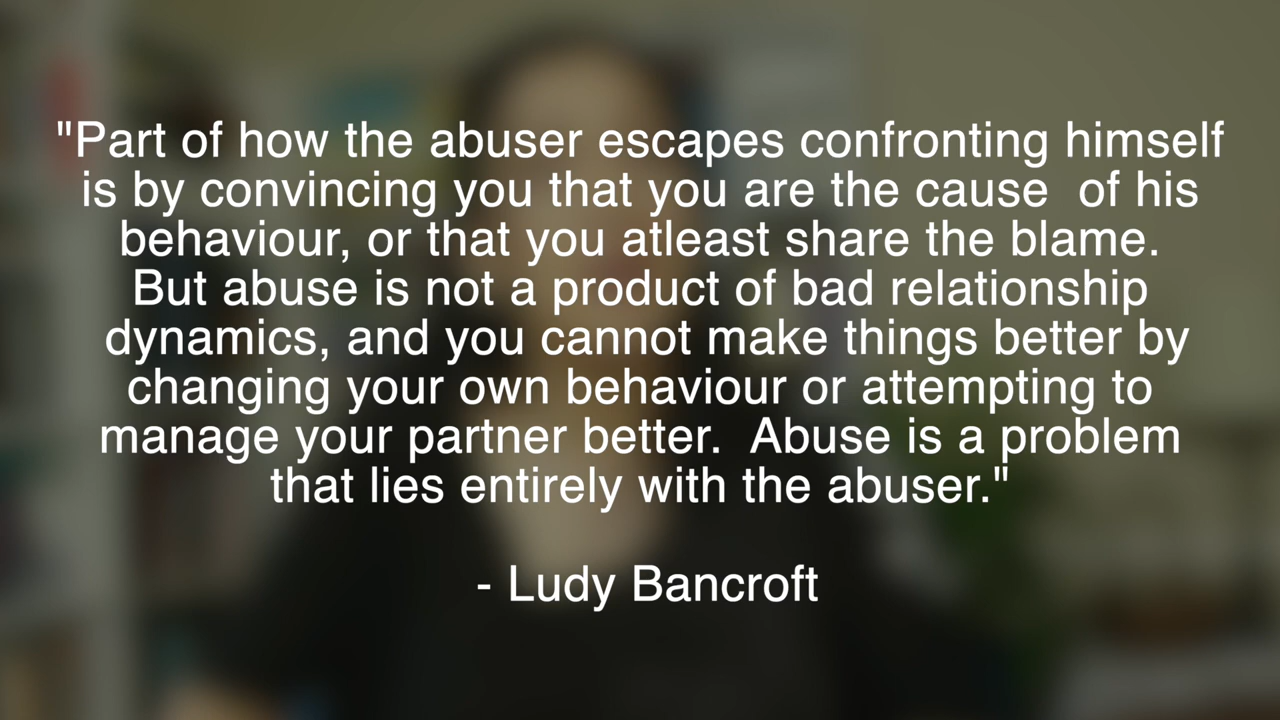 "Part of how the abuser escapes confronting himself
is by convincing you that you are the cause  of his
behaviour, or that you atleast share the blame.
But abuse is not a product of bad relationship
dynamics, and you cannot make things better by
changing your own behaviour or attempting to
manage your partner better.  Abuse is a problem
that lies entirely with the abuser."
- Ludy Bancroft